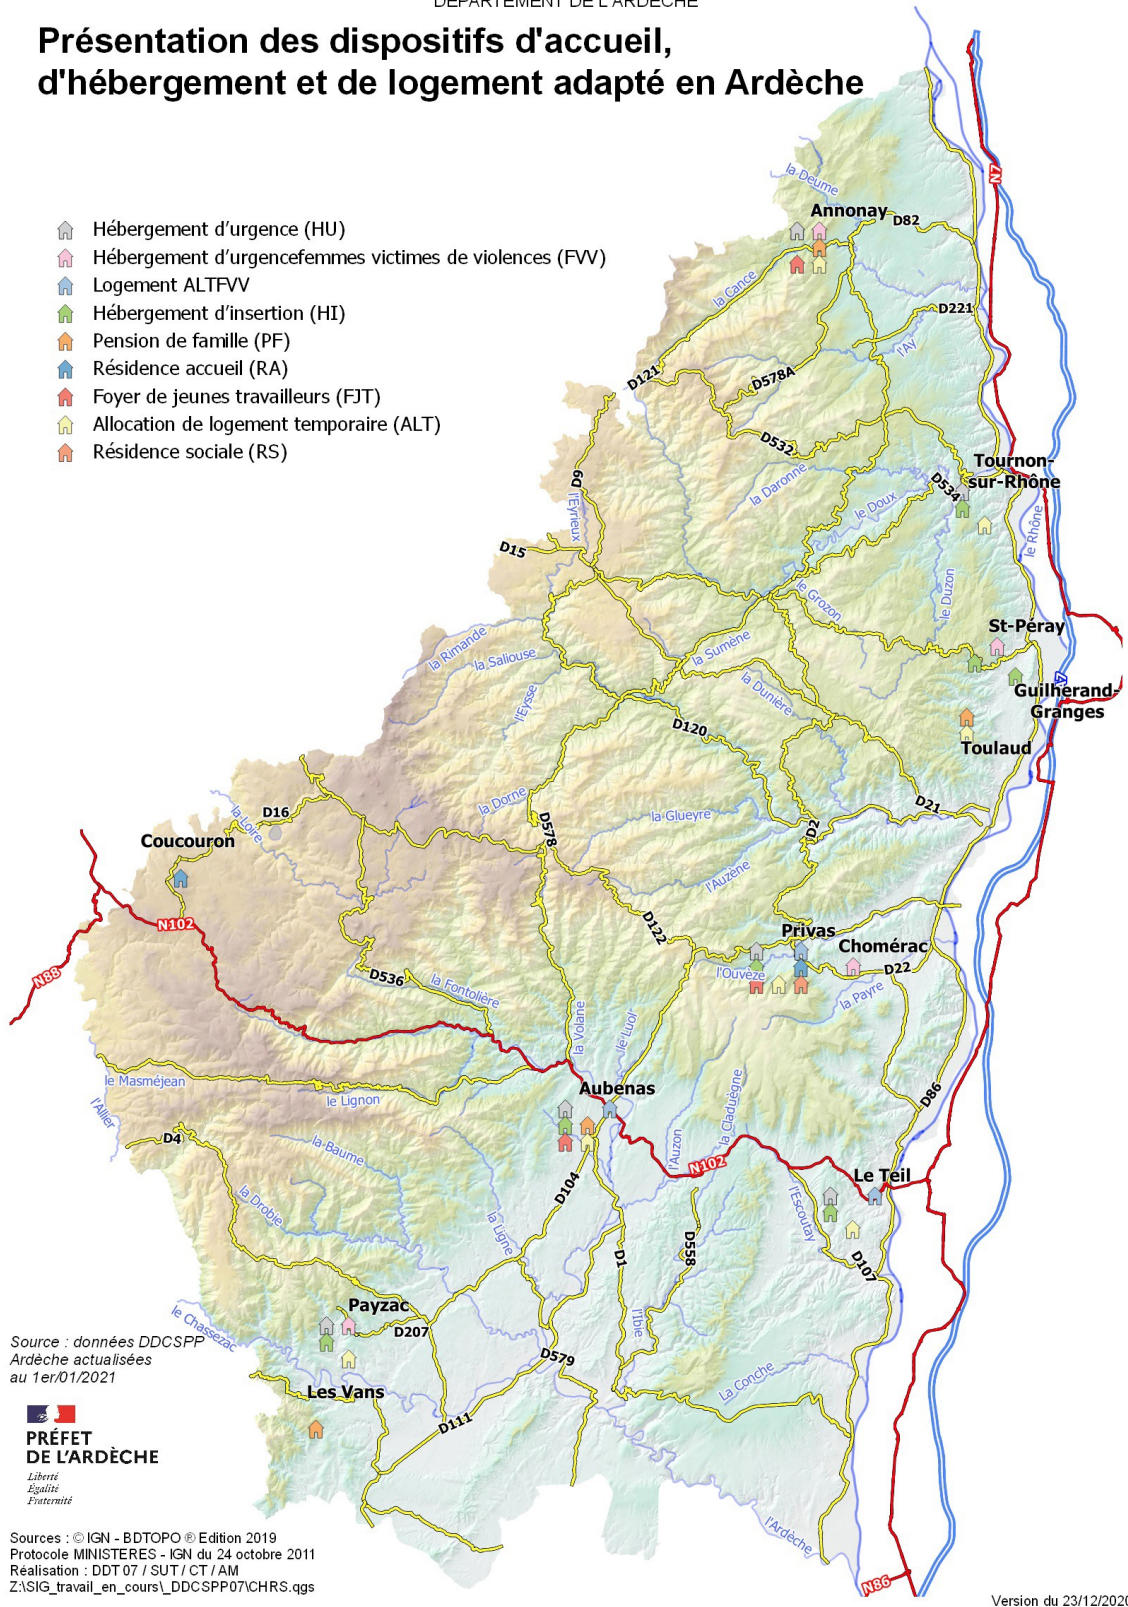 DÉPARTEMENT DE L'ARDÈCHE
Présentation des dispositifs d'accueil,
d'hébergement et de logement adapté en Ardèche
Hébergement d'urgence (HU)
Hébergement d'urgencefemmes victimes de violences (FVV)
Logement ALTFVV
Hébergement d'insertion (HI)
Pension de famille (PF)
Résidence accueil (RA)
Foyer de jeunes travailleurs (FJT)
Allocation de logement temporaire (ALT)
Résidence sociale (RS)
N7
la Deume
Annonay
D82
la Cance
D221
l'Ay
D121
D578A
D532
D9
l'Eyrieux
la Daronne
Tournon-
sur-Rhône
D534
le Doux
le Rhône
D15
le Grozon
le Duzon
St-Péray
la Rimande
la Saliouse
la Sumène
l'Eysse
la Dunière
Guilherand-
Granges
D120
Toulaud
la Dorne
D21
la Glueyre
D2
D16
la Loire
Coucouron
D578
l'Auzène
D122
N102
Privas
Chomérac
N88
D536
la Fontolière
l'Ouvèze
D22
la Payre
la Volane
le Luol
le Masméjean
le Lignon
Aubenas
l'Allier
la Claduègne
D86
D4
la Baume
l'Auzon
N102
Le Teil
D104
la Drobie
la Ligne
l'Escoutay
D1
D558
D107
Payzac
le Chassezac
D207
l'Ibie
Source : données DDCSPP
Ardèche actualisées
au 1er/01/2021
D579
La Conche
Les Vans
D111
PRÉFET
DE L'ARDÈCHE
Liberté
Égalité
Fraternité
l'Ardèche
Sources : © IGN - BDTOPO ® Edition 2019
Protocole MINISTERES - IGN du 24 octobre 2011
Réalisation : DDT 07 / SUT / CT / AM
Z:\SIG_travail_en_cours\_DDCSPP07\CHRS.qgs
N86
Version du 23/12/2020